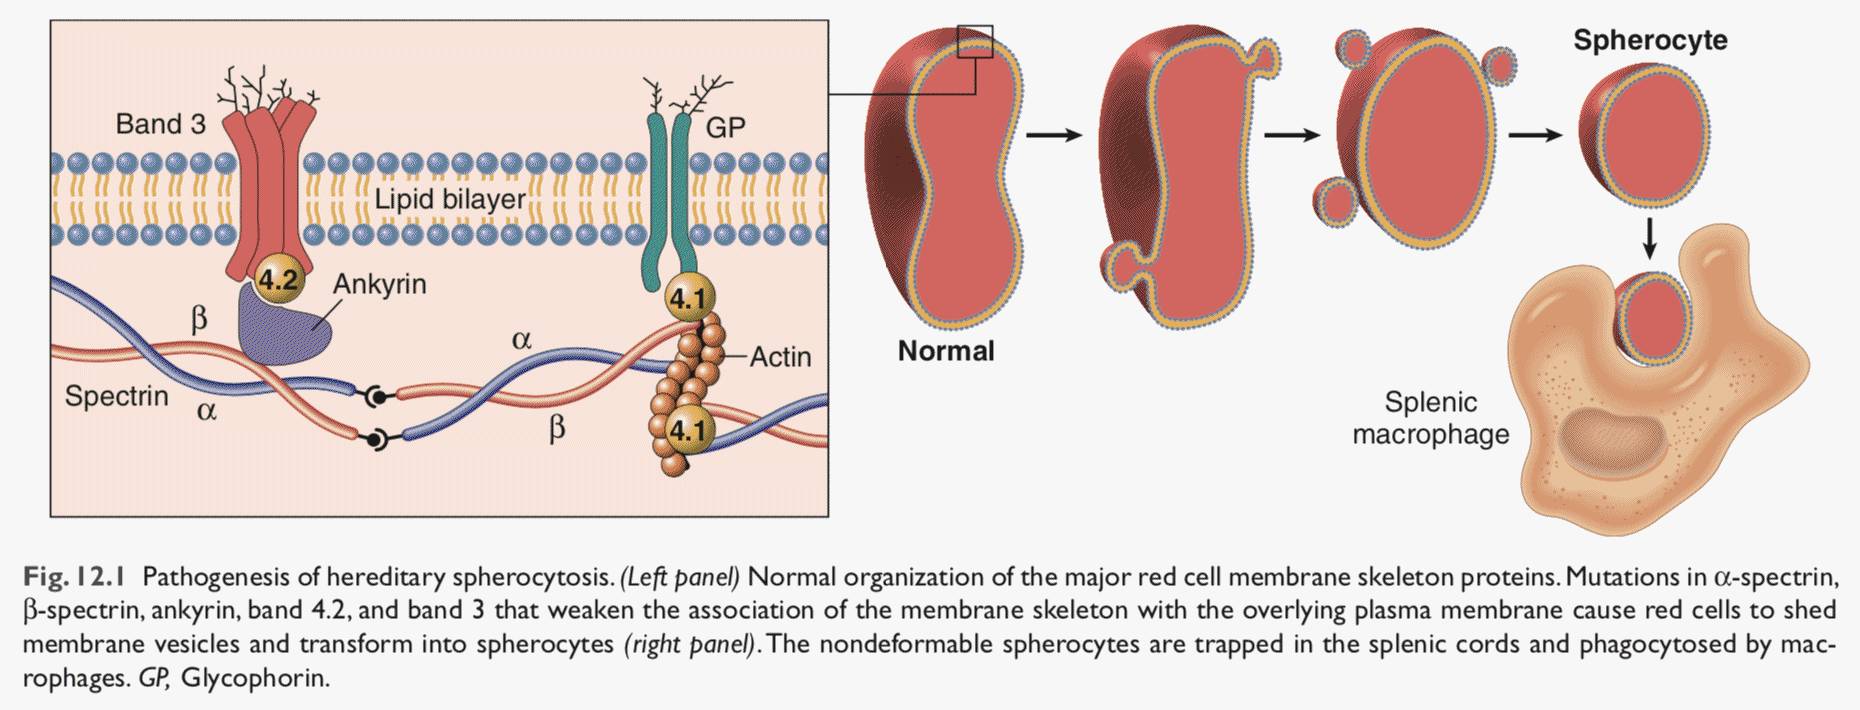 Band 3
GP
Lipid bilayer
4.2
Ankyrin
4.1
β
α
Actin
Spectrin
α
β
4.1
Normal
Spherocyte
Splenic
macrophage
Fig. 12.1 Pathogenesis of hereditary spherocytosis. (Left panel) Normal organization of the major red cell membrane skeleton proteins. Mutations in α-spectrin,
β-spectrin, ankyrin, band 4.2, and band 3 that weaken the association of the membrane skeleton with the overlying plasma membrane cause red cells to shed
membrane vesicles and transform into spherocytes (right panel). The nondeformable spherocytes are trapped in the splenic cords and phagocytosed by mac-
rophages. GP, Glycophorin.